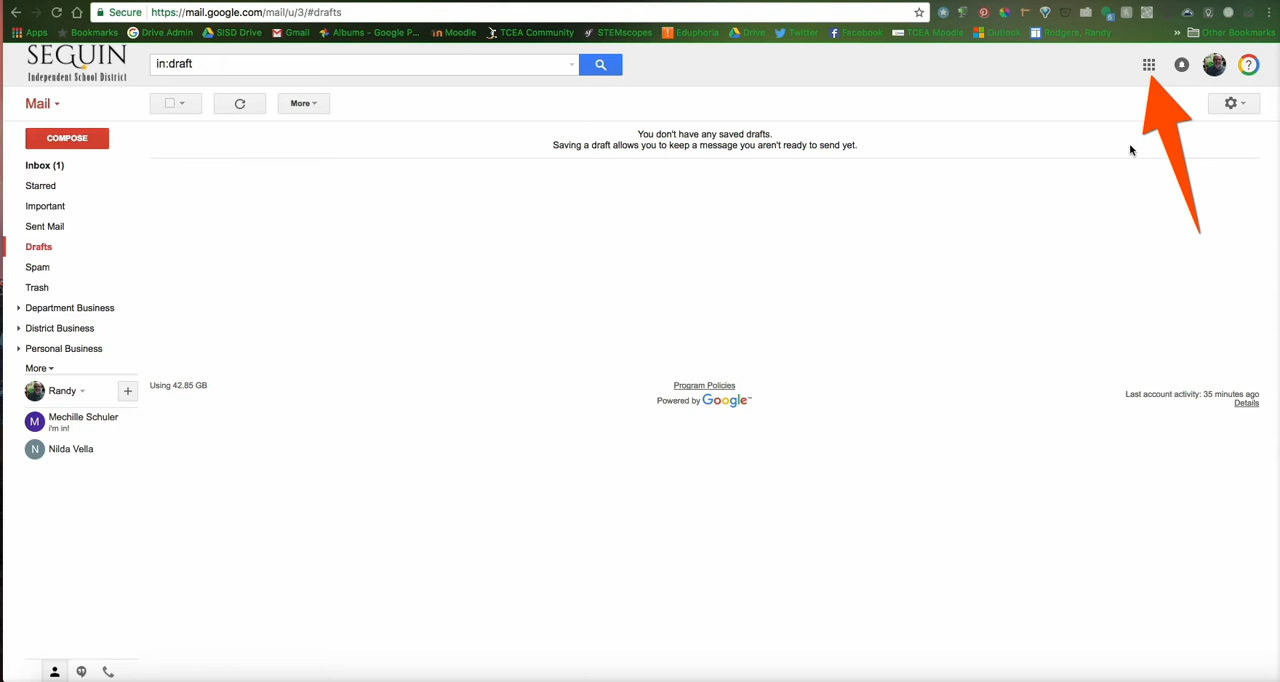 Secure https://mail.google.com/mail/u/3/#drafts
Apps Bookmarks Drive Admin SISD Drive Gmail Albums - Google P... Moodle TCEA Community STEMscopes Eduphoria Drive Twitter Facebook TCEA Moodle Outlook Rodgers, Randy » Other Bookmarks
SEGUIN
Independent School District
in:draft
Mail
More
COMPOSE
You don't have any saved drafts.
Saving a draft allows you to keep a message you aren't ready to send yet.
Inbox (1)
Starred
Important
Sent Mail
Drafts
Spam
Trash
Department Business
District Business
Personal Business
More
Randy
+
Using 42.85 GB
Program Policies
Powered by Google™
Last account activity: 35 minutes ago
Details
M
Mechille Schuler
i'm in!
N
Nilda Vella